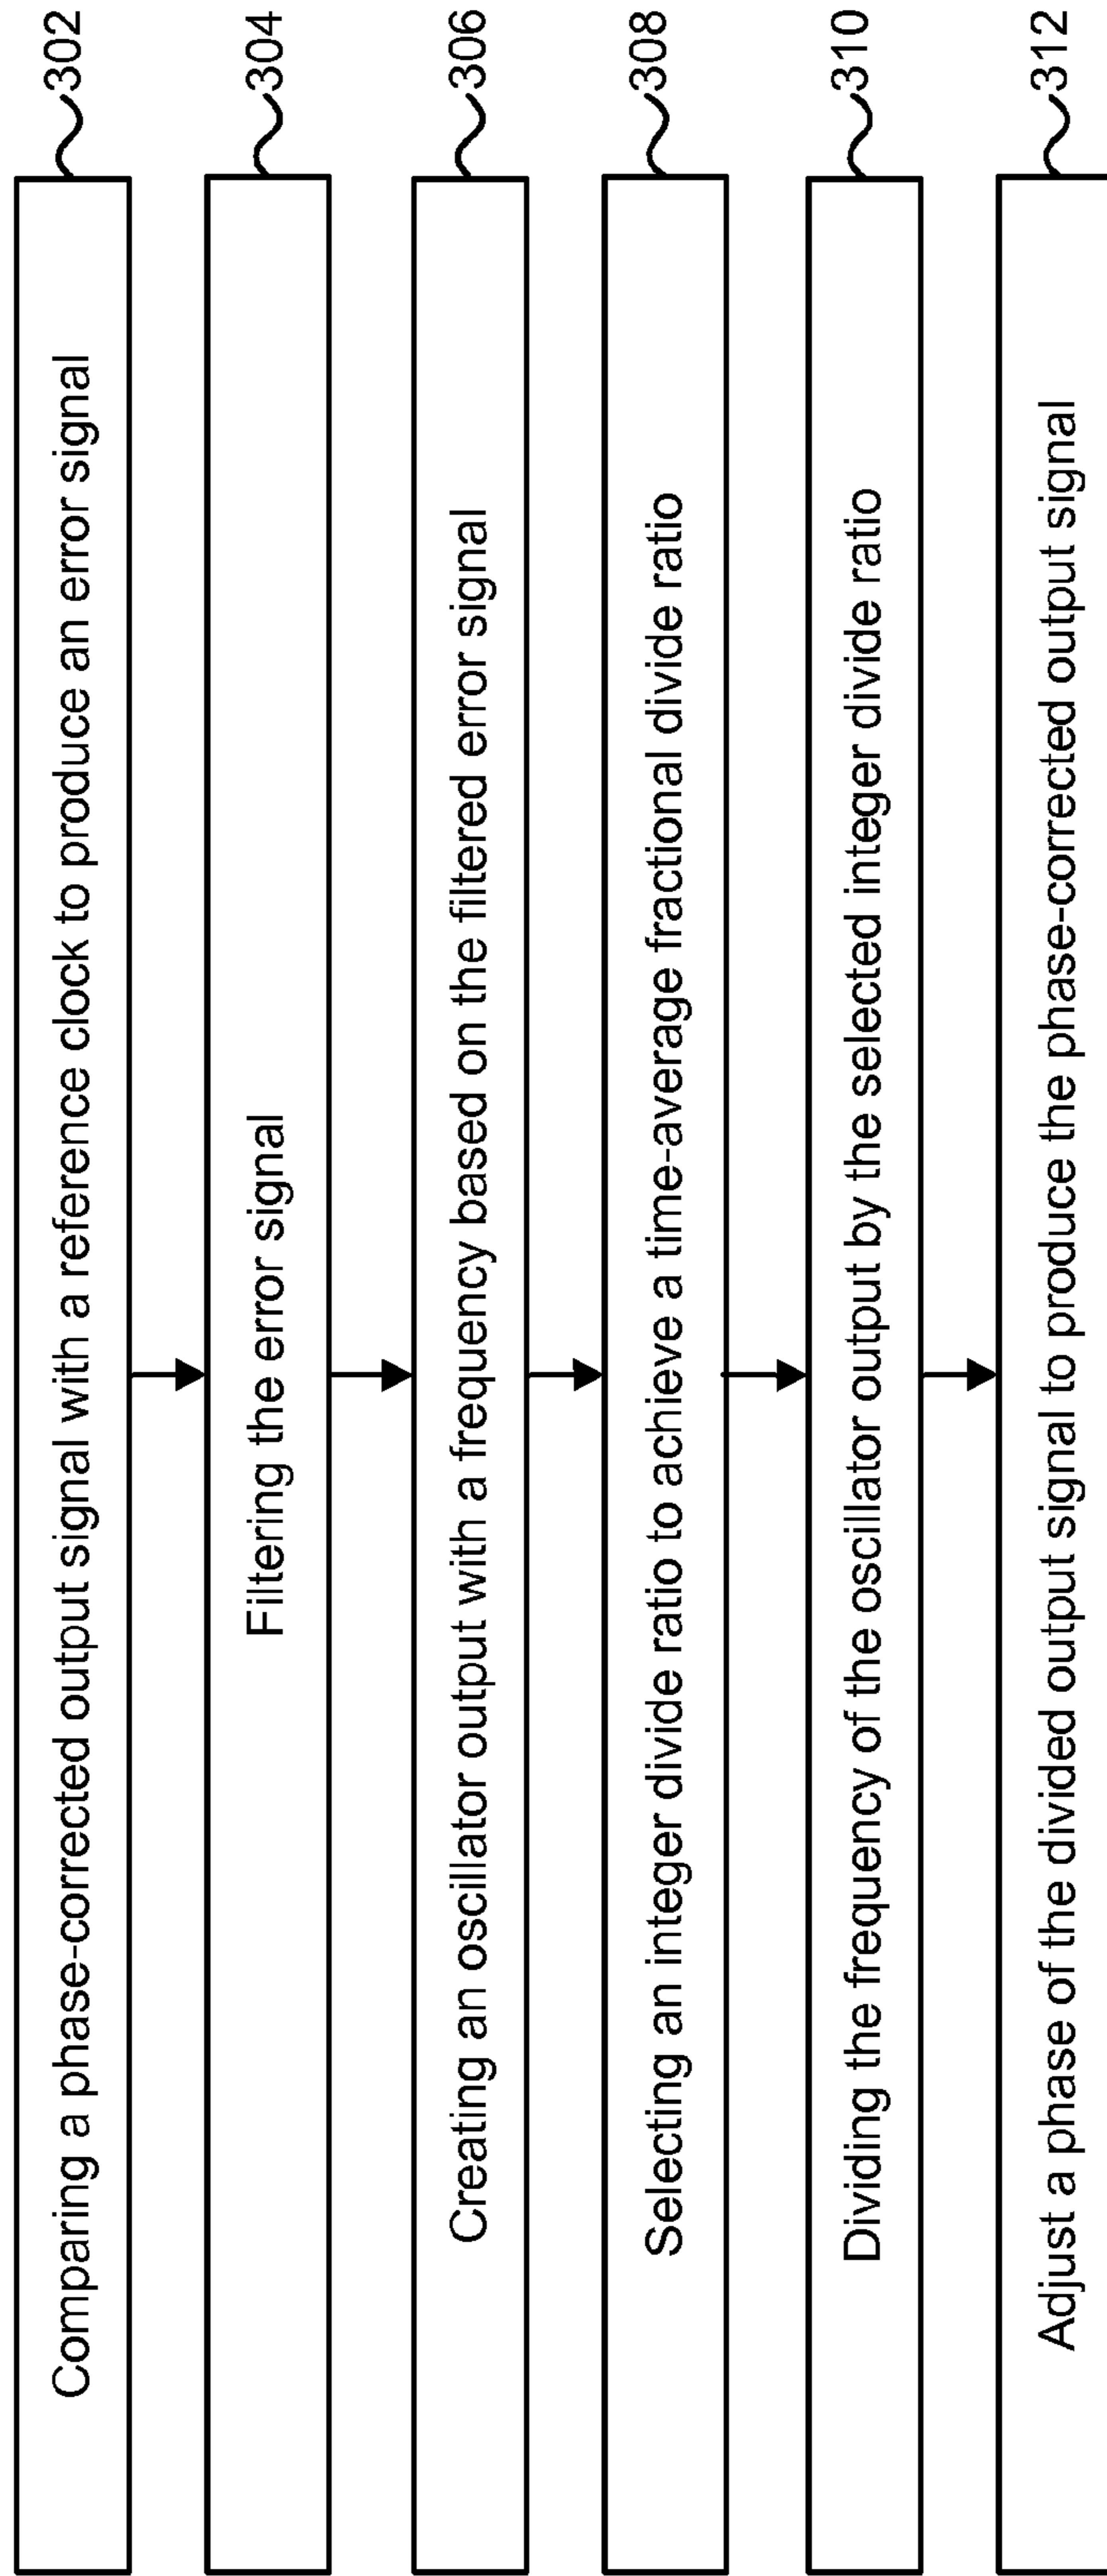 Comparing a phase-corrected output signal with a reference clock to produce an error signal
302
Filtering the error signal
304
Creating an oscillator output with a frequency based on the filtered error signal
306
Selecting an integer divide ratio to achieve a time-average fractional divide ratio
308
Dividing the frequency of the oscillator output by the selected integer divide ratio
310
Adjust a phase of the divided output signal to produce the phase-corrected output signal
312